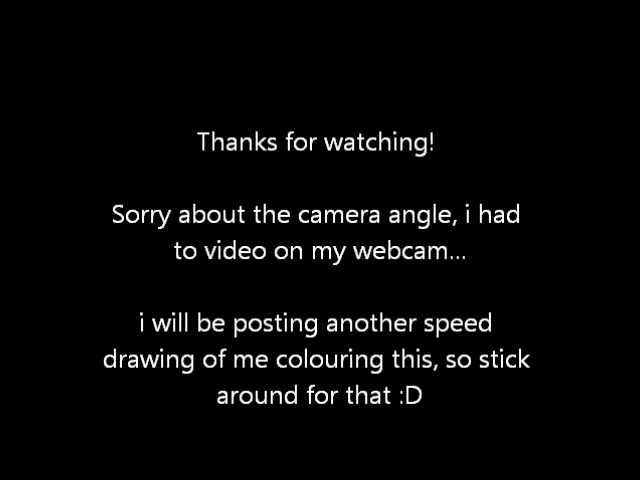 Thanks for watching!
Sorry about the camera angle, i had
to video on my webcam...
i will be posting another speed
drawing of me colouring this, so stick
around for that :D